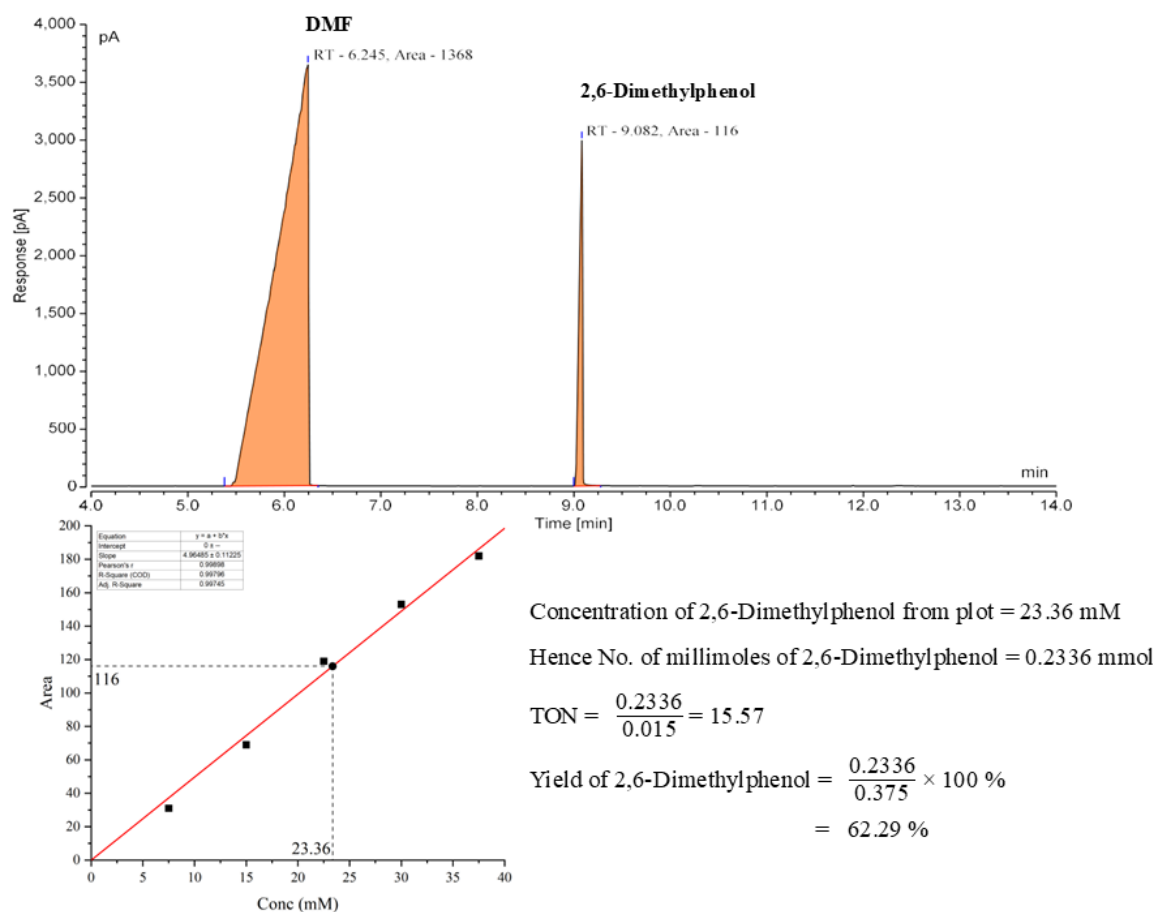 DMF
4,000
pA
RT - 6.245, Area - 1368
3,500
2,6-Dimethylphenol
RT - 9.082, Area - 116
3,000
2,500
Response [pA]
2,000
1,500
1,000
500
0
min
4.0 5.0 6.0 7.0 8.0 9.0 10.0 11.0 12.0 13.0 14.0
Time [min]
200
180
160
140
120
100
80
60
40
20
0
Area
Equation y = a + b*x
Intercept 0 ± --
Slope 4.96485 ± 0.11225
Pearson's r 0.99898
R-Square (COD) 0.99796
Adj. R-Square 0.99745
116
23.36
0 5 10 15 20 25 30 35 40
Conc (mM)
Concentration of 2,6-Dimethylphenol from plot = 23.36 mM
Hence No. of millimoles of 2,6-Dimethylphenol = 0.2336 mmol
TON = 0.2336 / 0.015 = 15.57
Yield of 2,6-Dimethylphenol = 0.2336 / 0.375 × 100 %
= 62.29 %